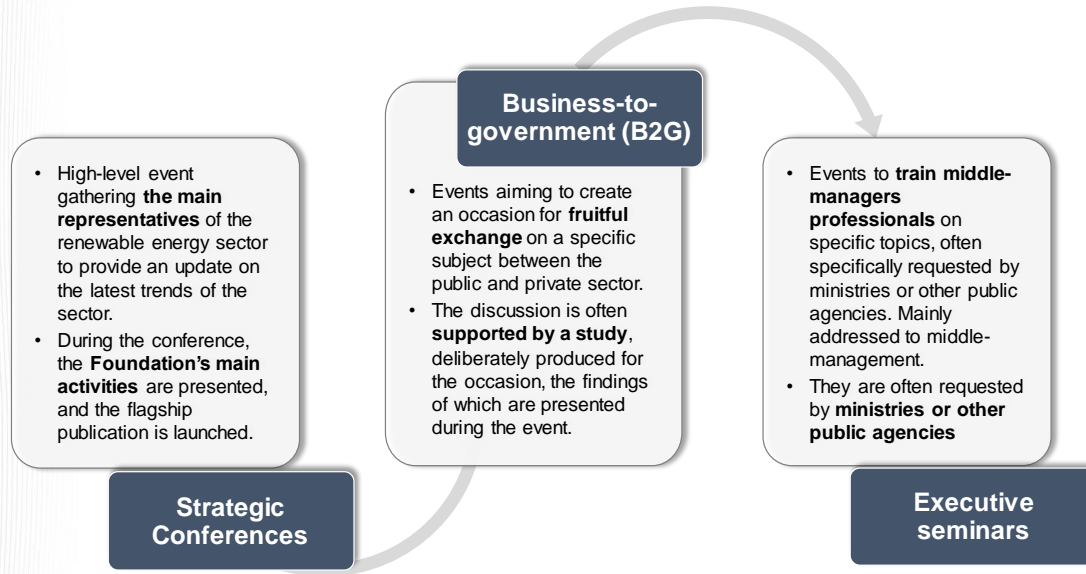 • High-level event
gathering the main
representatives of the
renewable energy sector
to provide an update on
the latest trends of the
sector.
• During the conference,
the Foundation's main
activities are presented,
and the flagship
publication is launched.
Strategic
Conferences
Business-to-
government (B2G)
• Events aiming to create
an occasion for fruitful
exchange on a specific
subject between the
public and private sector.
• The discussion is often
supported by a study,
deliberately produced for
the occasion, the findings
of which are presented
during the event.
• Events to train middle-
managers
professionals on
specific topics, often
specifically requested by
ministries or other public
agencies. Mainly
addressed to middle-
management.
• They are often requested
by ministries or other
public agencies
Executive
seminars